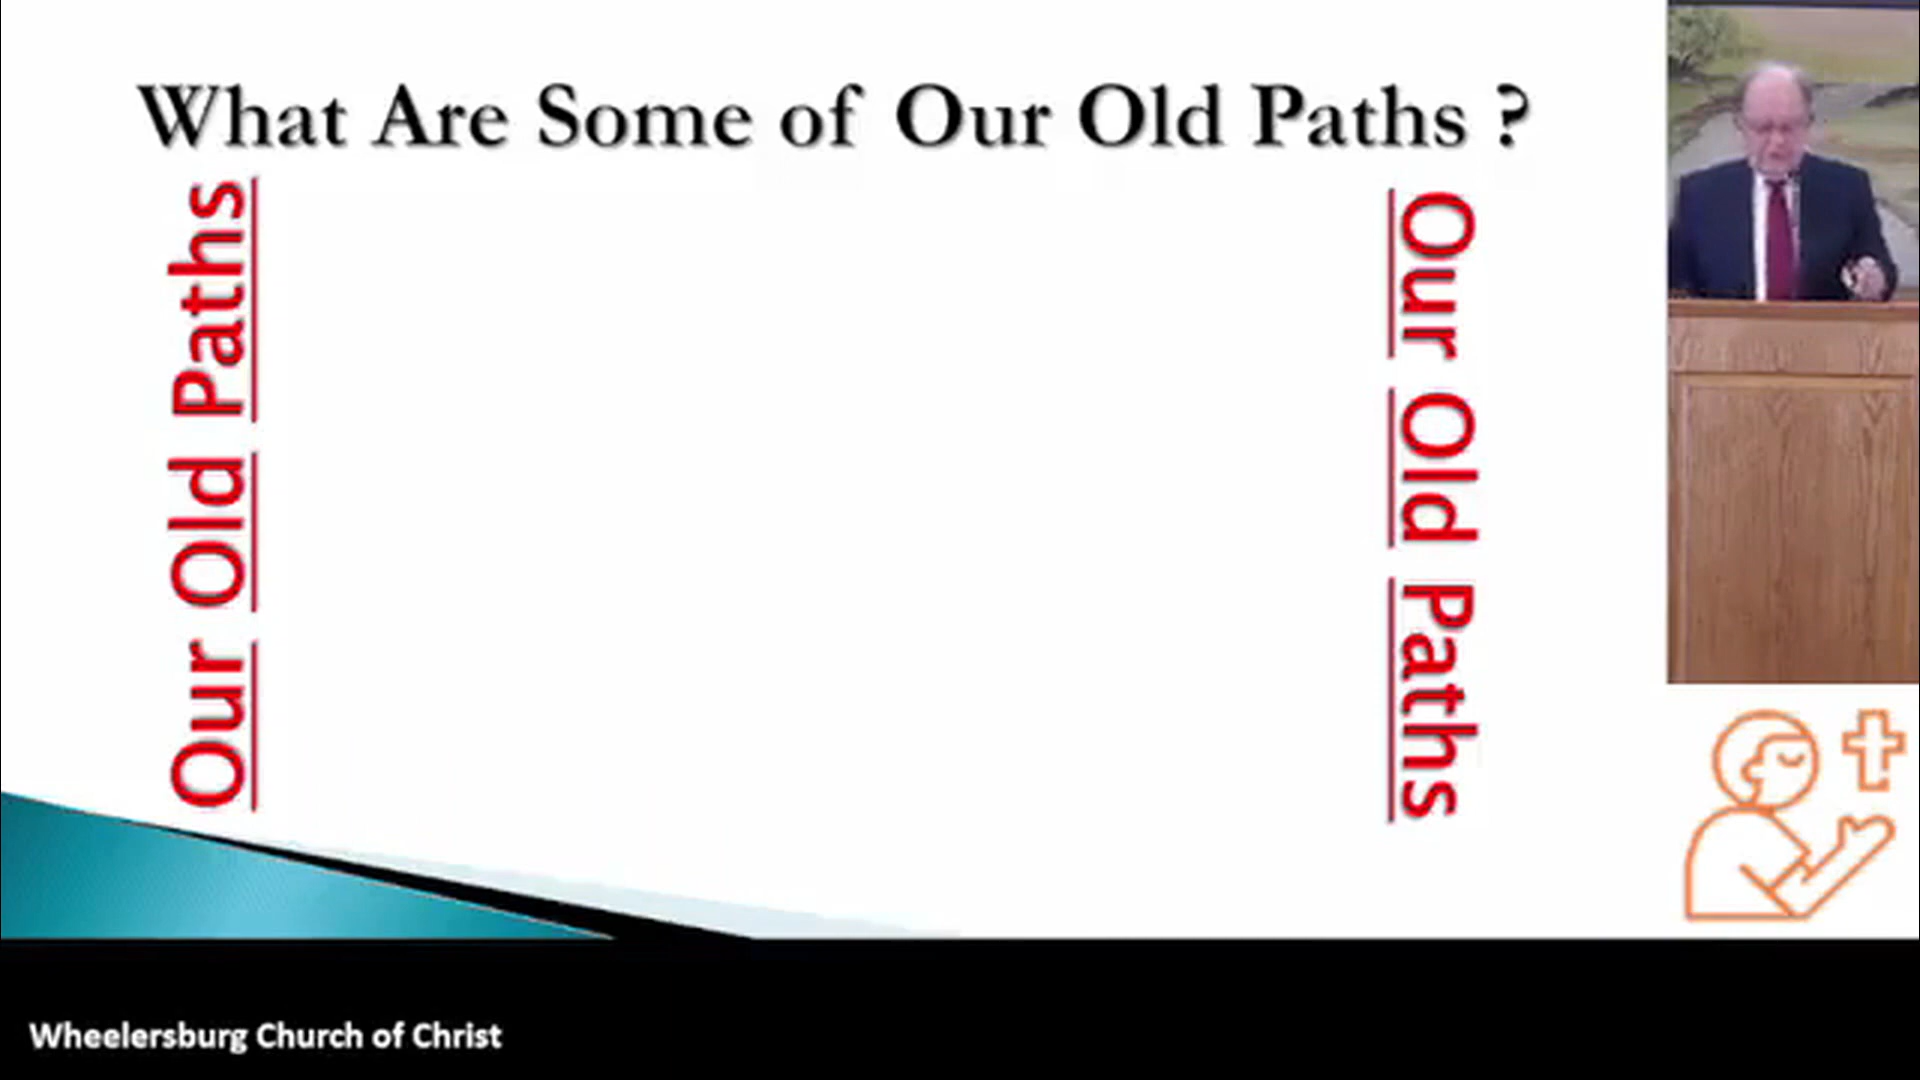 What Are Some of Our Old Paths ?
Our Old Paths
Our Old Paths
Wheelersburg Church of Christ